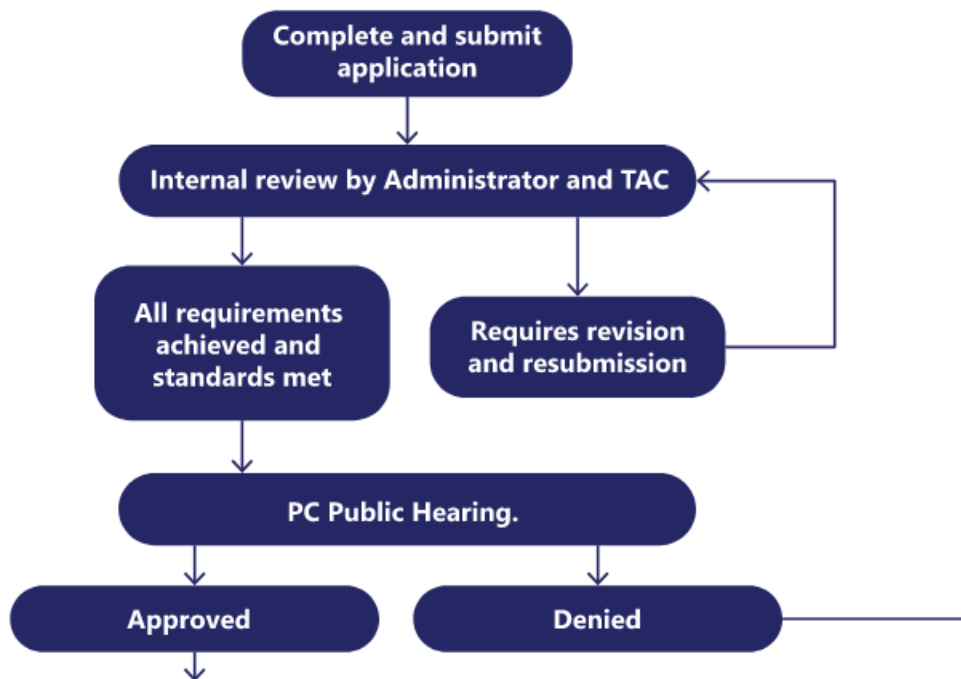 Complete and submit
application
Internal review by Administrator and TAC
All requirements
achieved and
standards met
Requires revision
and resubmission
PC Public Hearing.
Approved
Denied